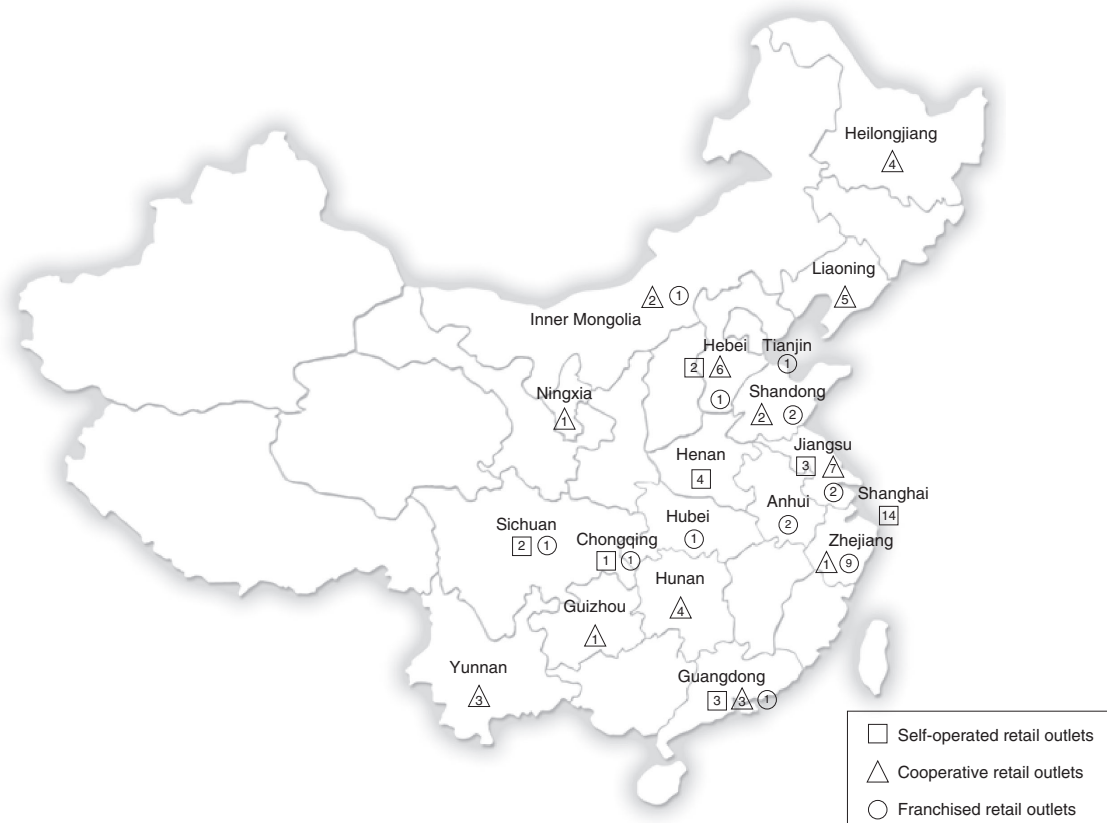 Heilongjiang
4
Liaoning
5
2 1
Inner Mongolia
Hebei
2 6
1
Tianjin
1
Ningxia
1
Shandong
2 2
Jiangsu
3 7
2
Henan
4
Shanghai
14
Anhui
2
Hubei
1
Sichuan
2 1
Chongqing
1 1
Zhejiang
1 9
Hunan
4
Guizhou
1
Yunnan
3
Guangdong
3 3 1
Self-operated retail outlets
Cooperative retail outlets
Franchised retail outlets